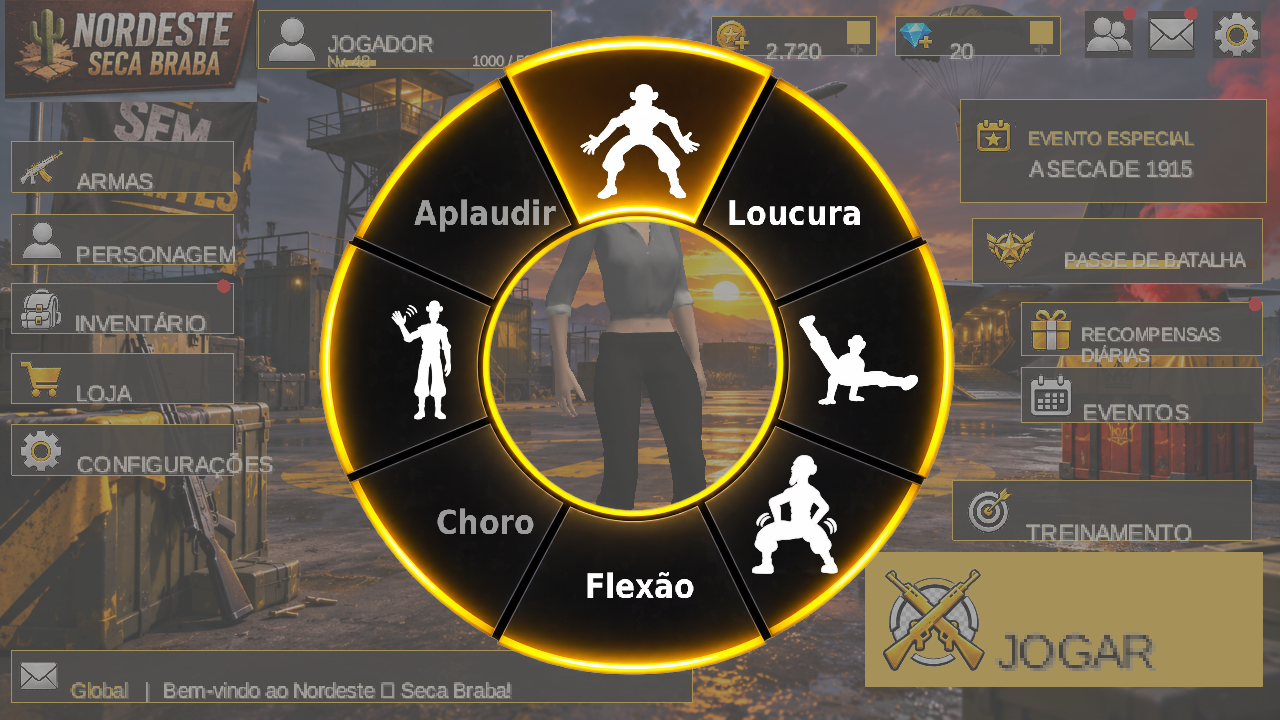 NORDESTE
SECA BRABA
JOGADOR
1000 /
2,720
20
SEM
ARMAS
PERSONAGEM
INVENTÁRIO
LOJA
CONFIGURAÇÕES
Aplaudir
Loucura
Choro
Flexão
EVENTO ESPECIAL
A SECA DE 1915
PASSE DE BATALHA
RECOMPENSAS
DIÁRIAS
EVENTOS
TREINAMENTO
JOGAR
Global | Bem-vindo ao Nordeste □ Seca Braba!